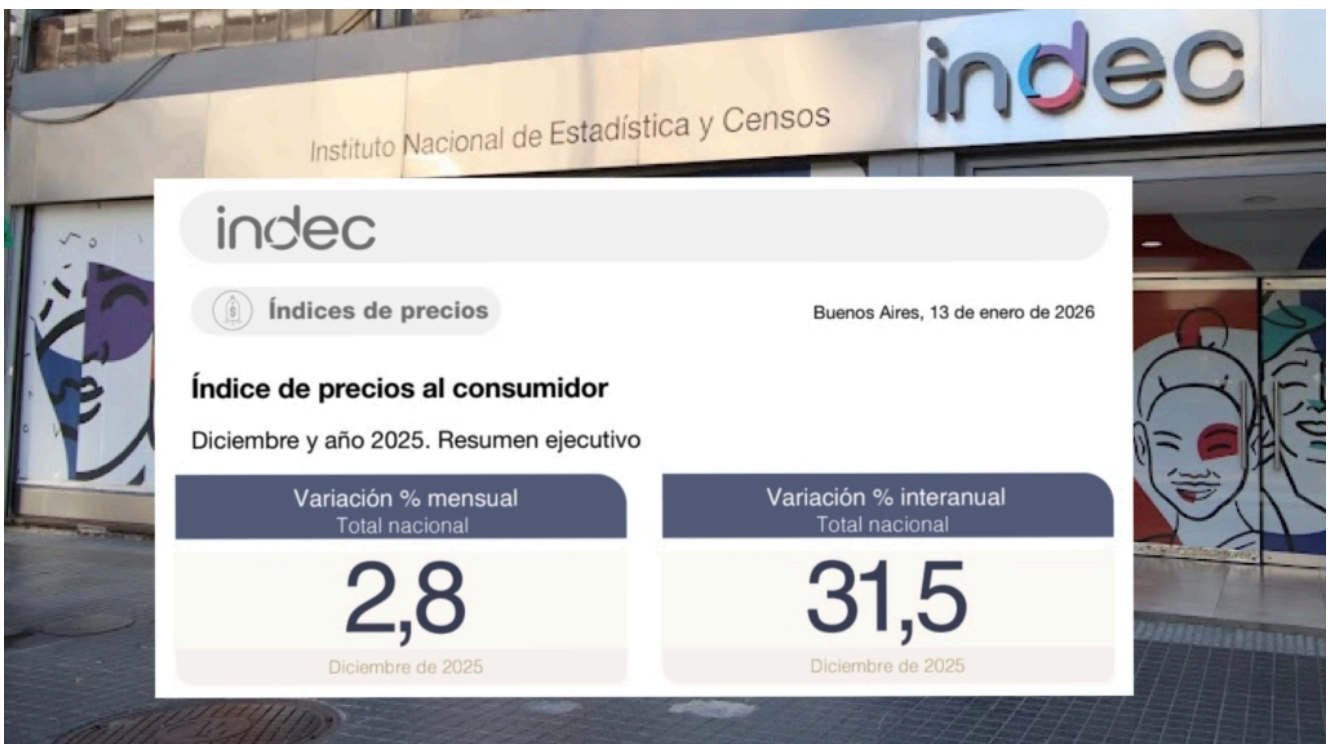 indec
Instituto Nacional de Estadística y Censos
indec
Índices de precios
Buenos Aires, 13 de enero de 2026
Índice de precios al consumidor
Diciembre y año 2025. Resumen ejecutivo
Variación % mensual
Total nacional
2,8
Diciembre de 2025
Variación % interanual
Total nacional
31,5
Diciembre de 2025